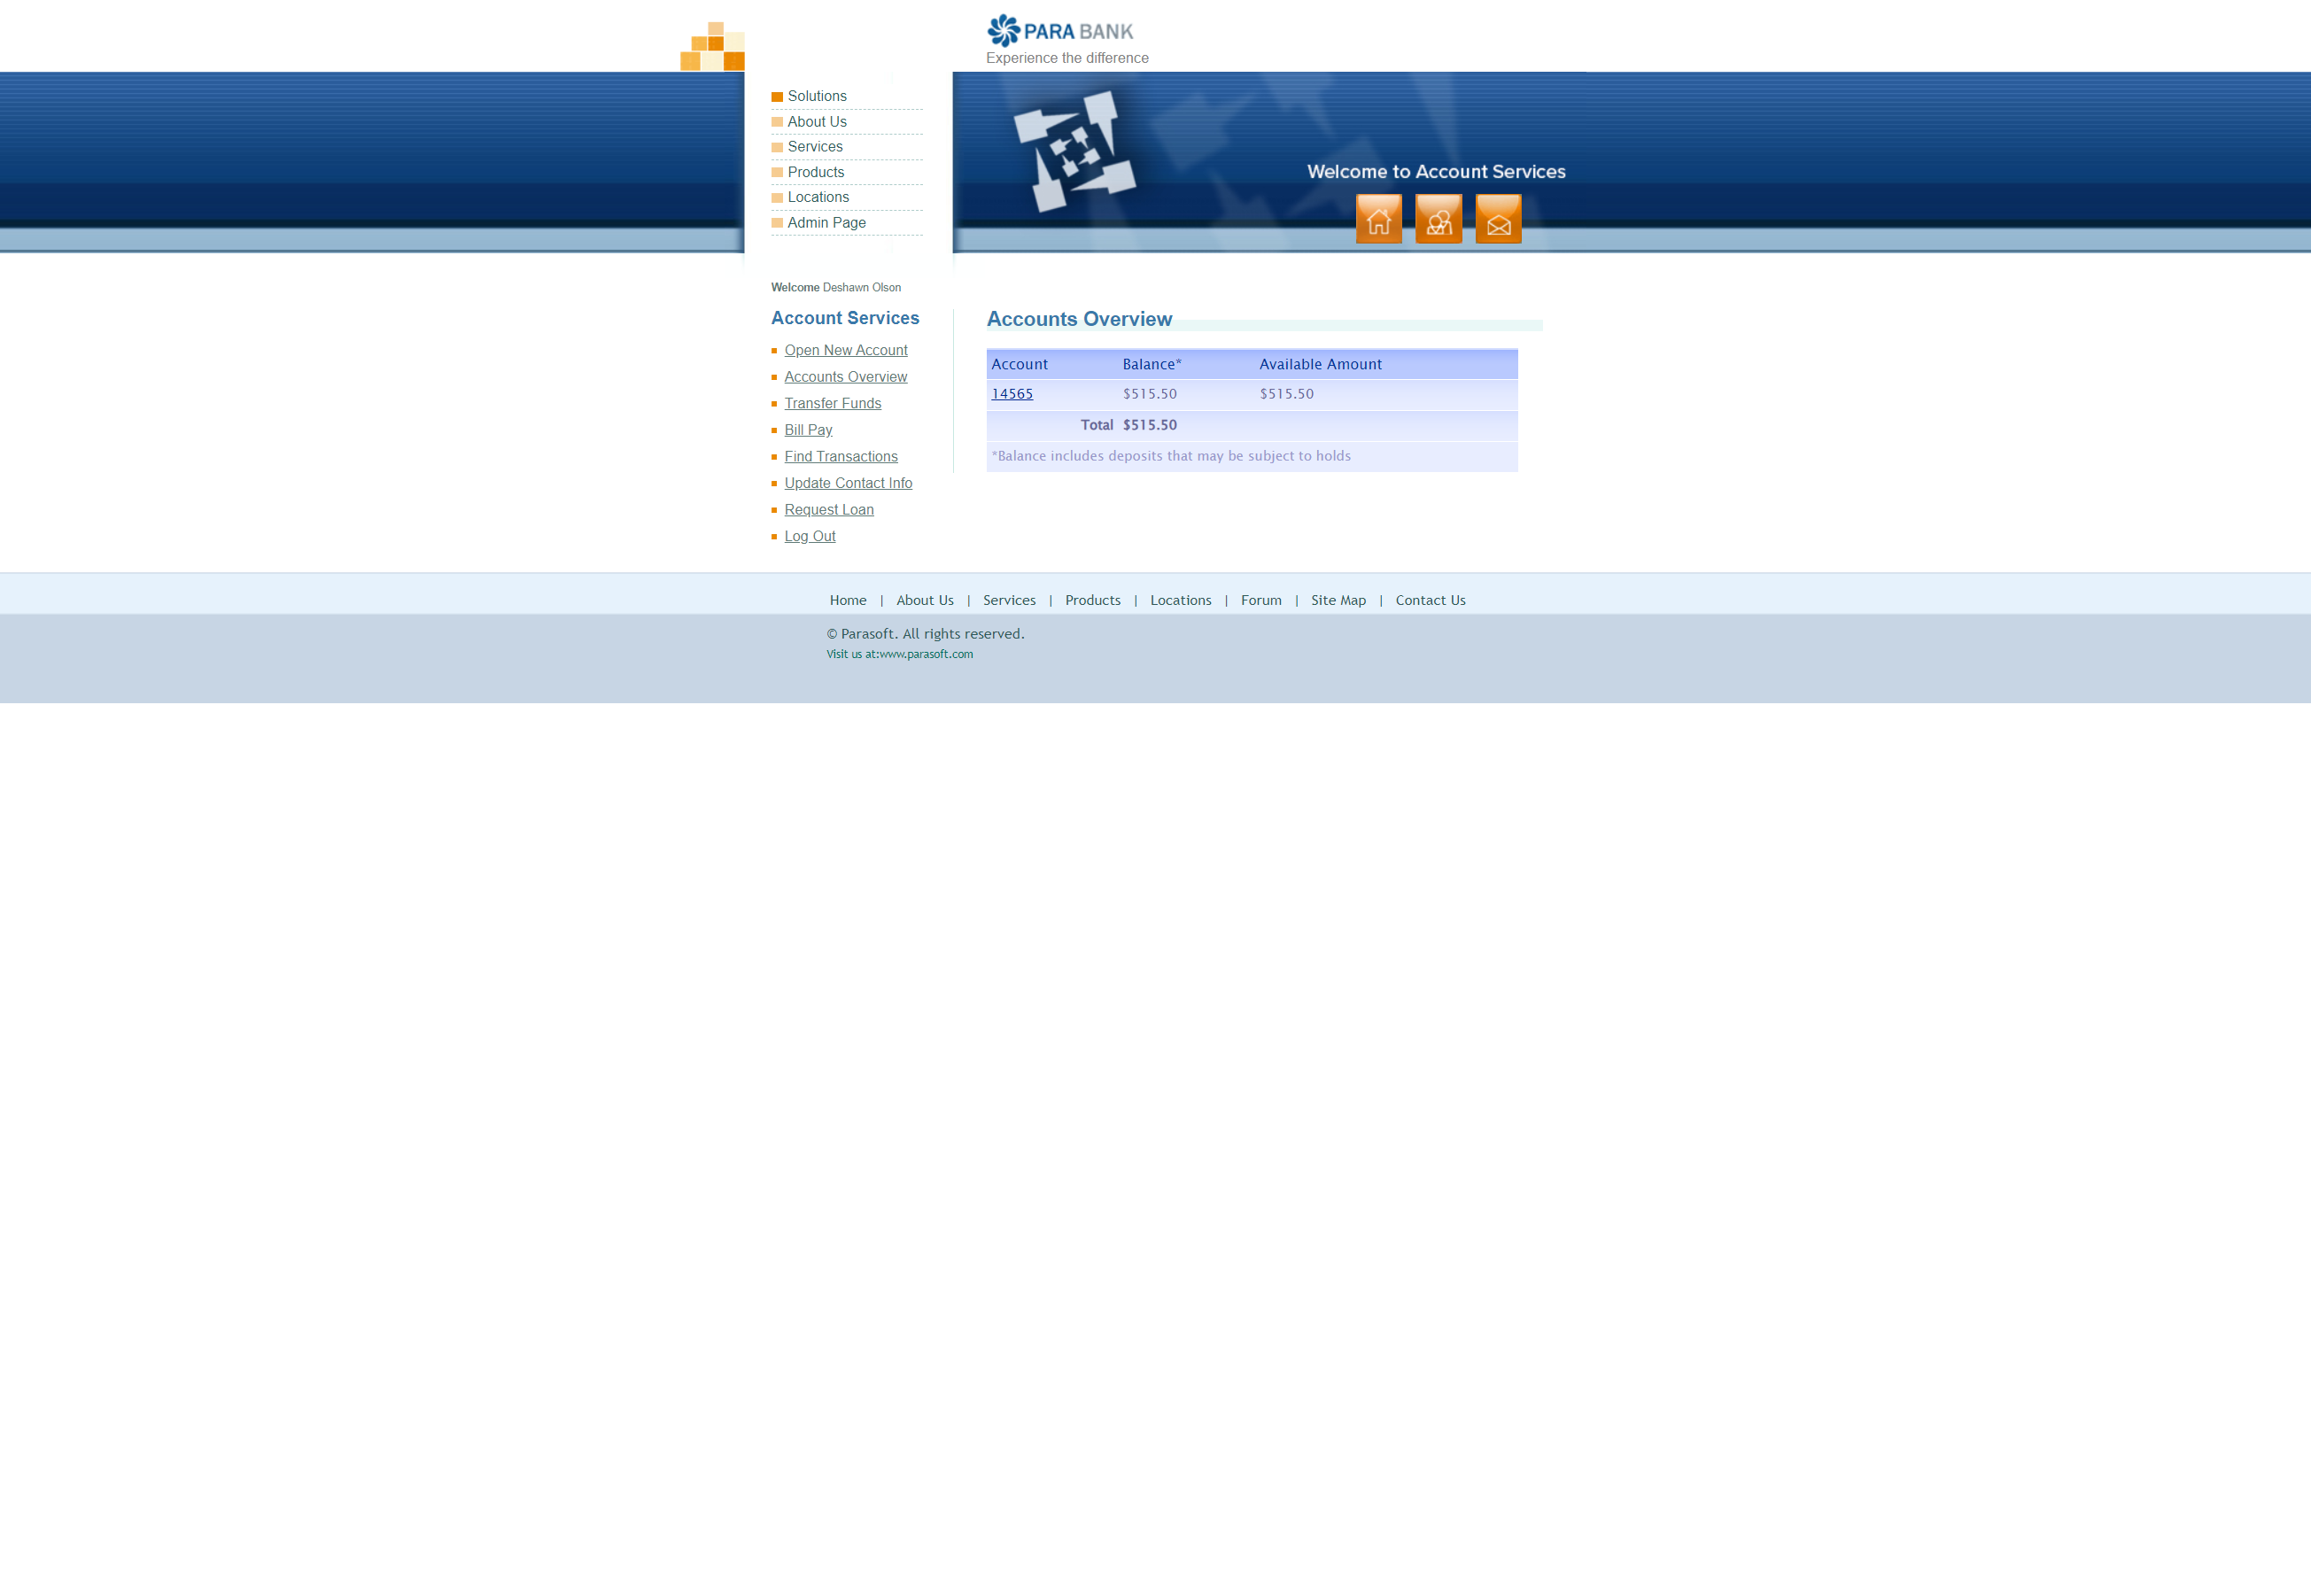 PARA BANK
Experience the difference
Solutions
About Us
Services
Products
Locations
Admin Page
Welcome to Account Services
Welcome Deshawn Olson
Account Services
Open New Account
Accounts Overview
Transfer Funds
Bill Pay
Find Transactions
Update Contact Info
Request Loan
Log Out
Accounts Overview
Account Balance* Available Amount
14565 $515.50 $515.50
Total $515.50
*Balance includes deposits that may be subject to holds
Home | About Us | Services | Products | Locations | Forum | Site Map | Contact Us
© Parasoft. All rights reserved.
Visit us at:www.parasoft.com